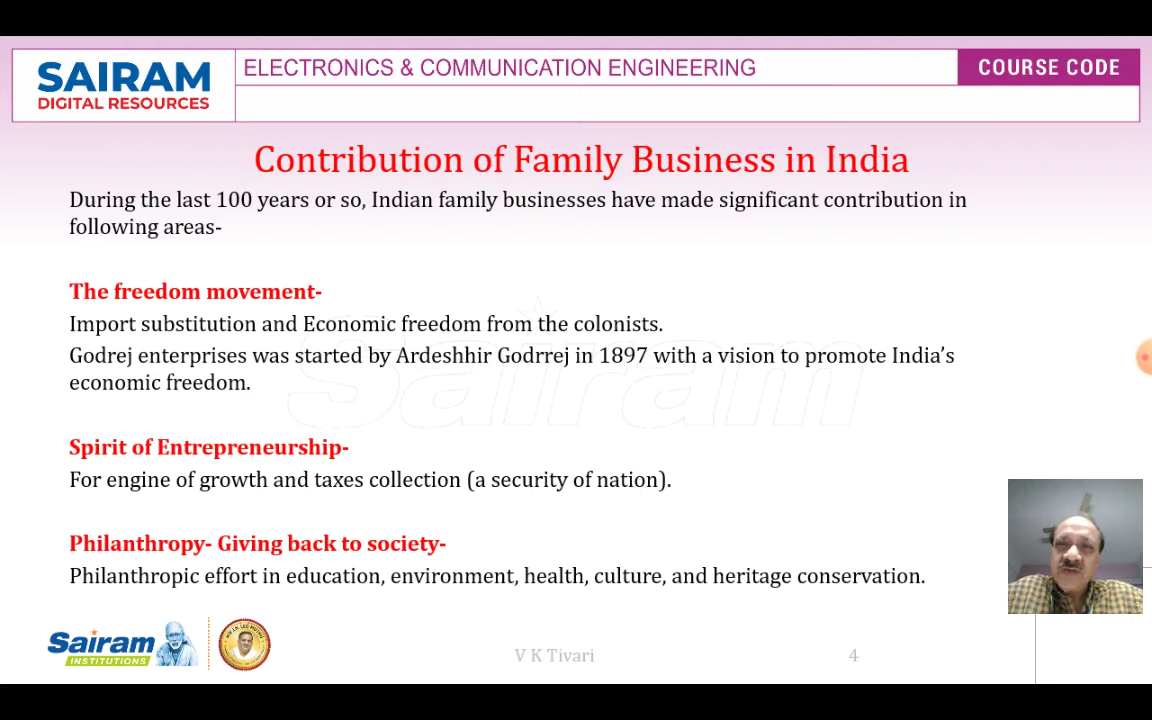 SAIRAM
DIGITAL RESOURCES
ELECTRONICS & COMMUNICATION ENGINEERING
COURSE CODE
Contribution of Family Business in India
During the last 100 years or so, Indian family businesses have made significant contribution in
following areas-
The freedom movement-
Import substitution and Economic freedom from the colonists.
Godrej enterprises was started by Ardeshhir Godrrej in 1897 with a vision to promote India’s
economic freedom.
Sairam
Spirit of Entrepreneurship-
For engine of growth and taxes collection (a security of nation).
Philanthropy- Giving back to society-
Philanthropic effort in education, environment, health, culture, and heritage conservation.
Sairam
INSTITUTIONS
V K Tivari
4